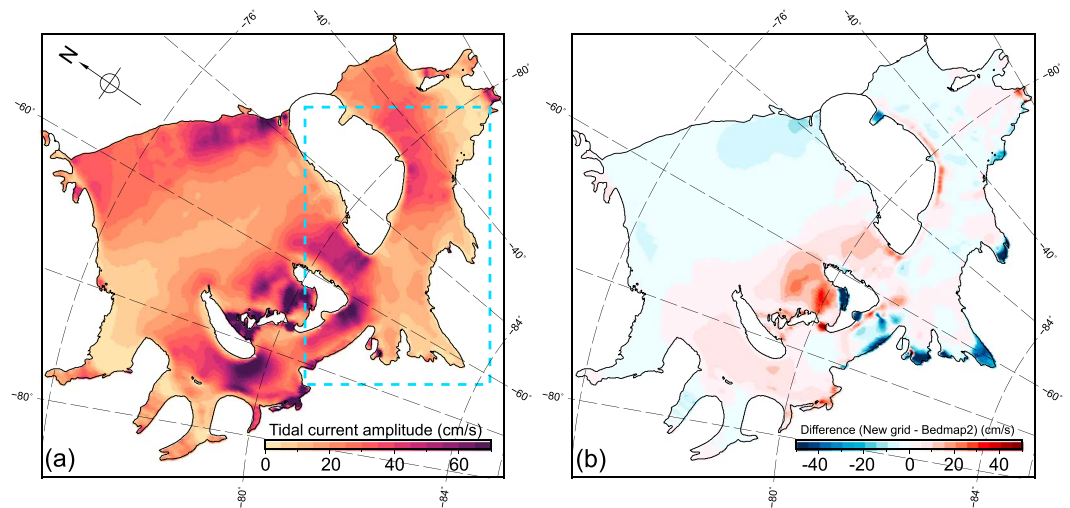 −76° −40° −76° −40°
N
−80° −80°
−60° −60°
−40° −40°
−84° −84°
−80° −60° −80° −60°
Tidal current amplitude (cm/s) Difference (New grid - Bedmap2) (cm/s)
(a) 0 20 40 60 (b) −40 −20 0 20 40
−80° −84° −80° −84°